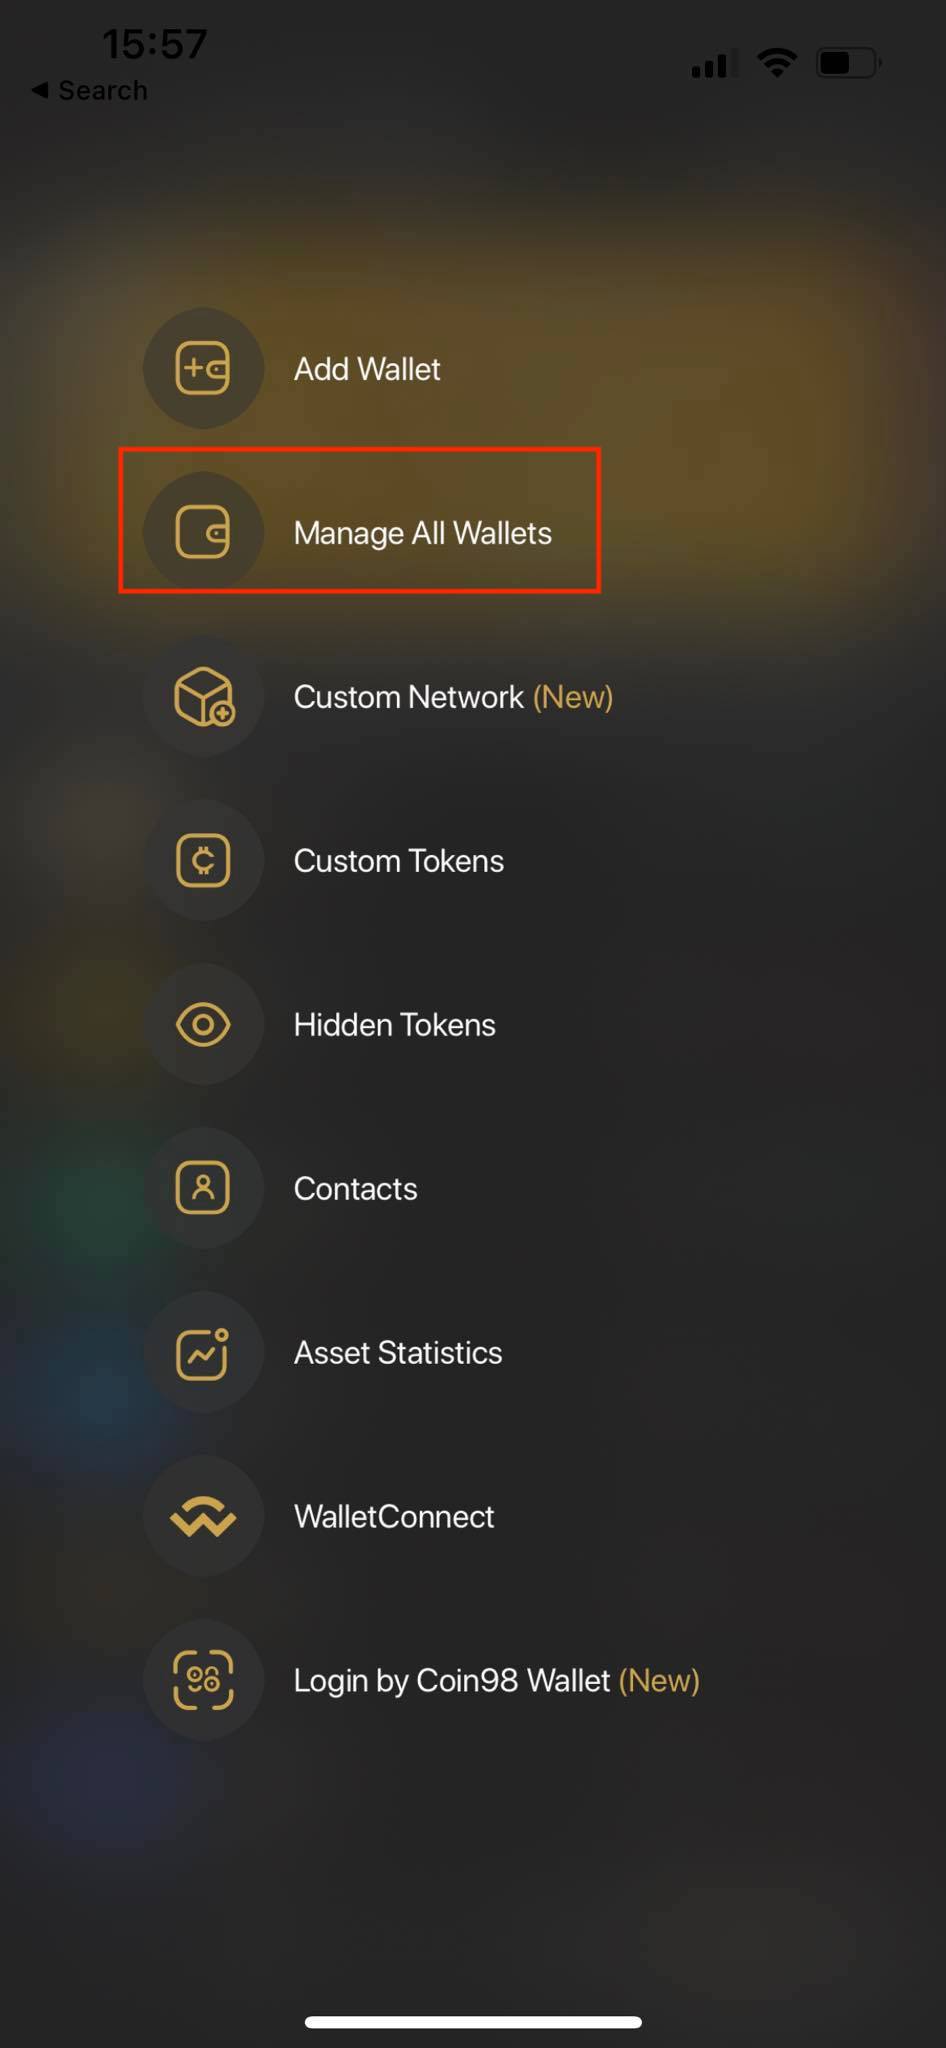 15:57
◀ Search
Add Wallet
Manage All Wallets
Custom Network (New)
Custom Tokens
Hidden Tokens
Contacts
Asset Statistics
WalletConnect
Login by Coin98 Wallet (New)